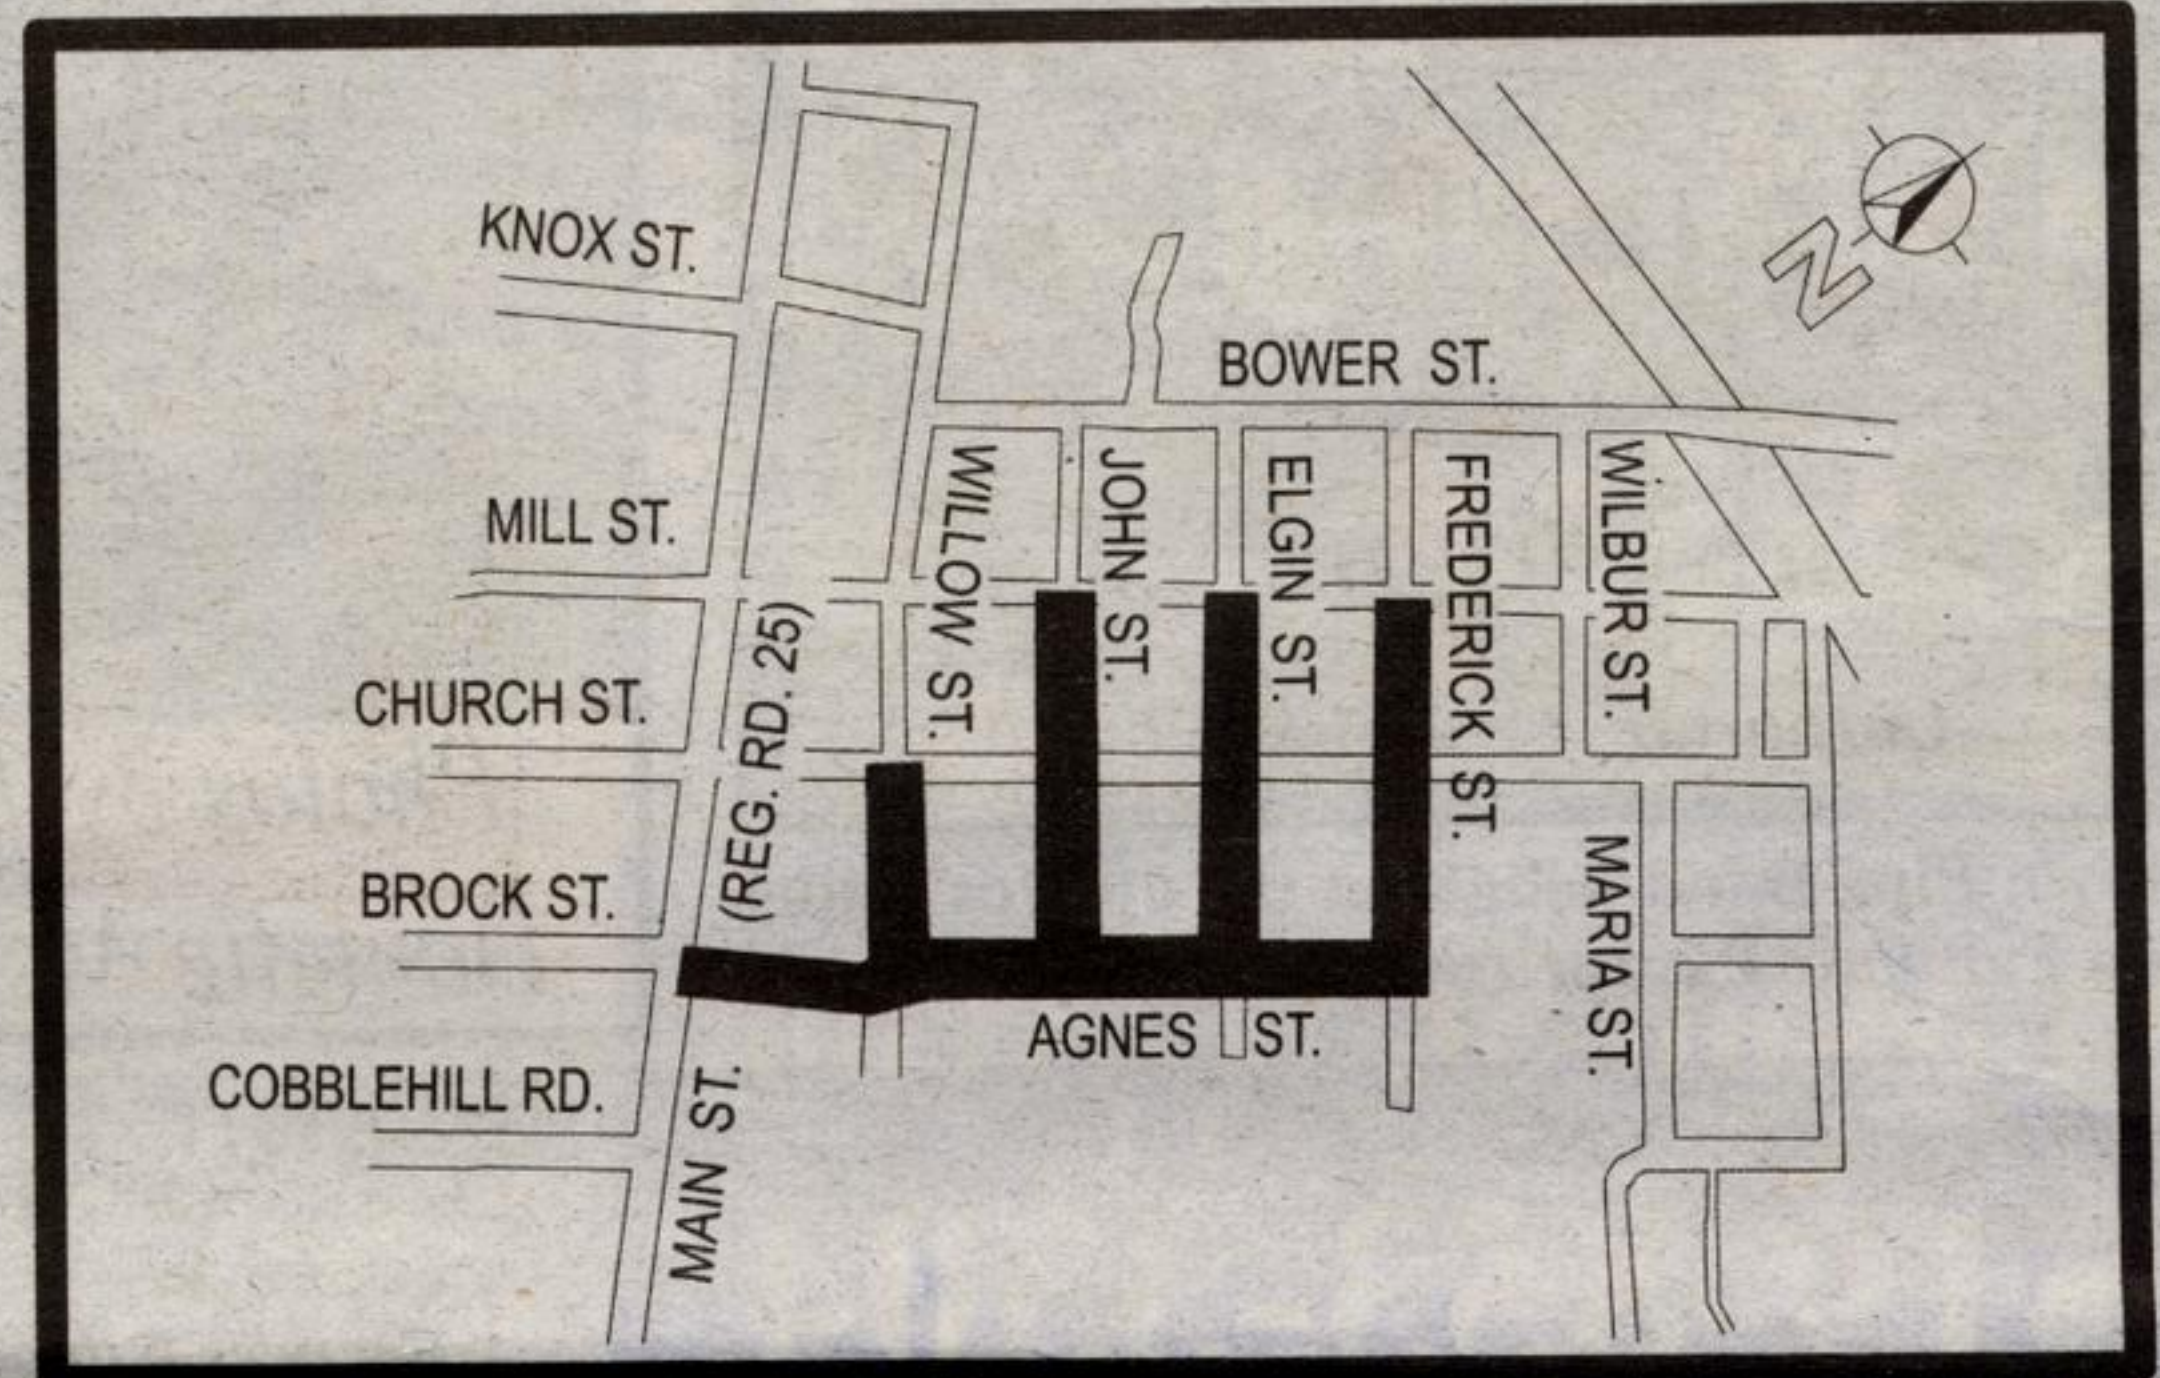 KNOX ST.
N
BOWER ST.
MILL ST.
WILLOW ST.
JOHN ST.
ELGIN ST.
FREDERICK ST.
WILBUR ST.
CHURCH ST.
(REG. RD. 25)
BROCK ST.
MARIA ST.
AGNES ST.
COBBLEHILL RD.
MAIN ST.